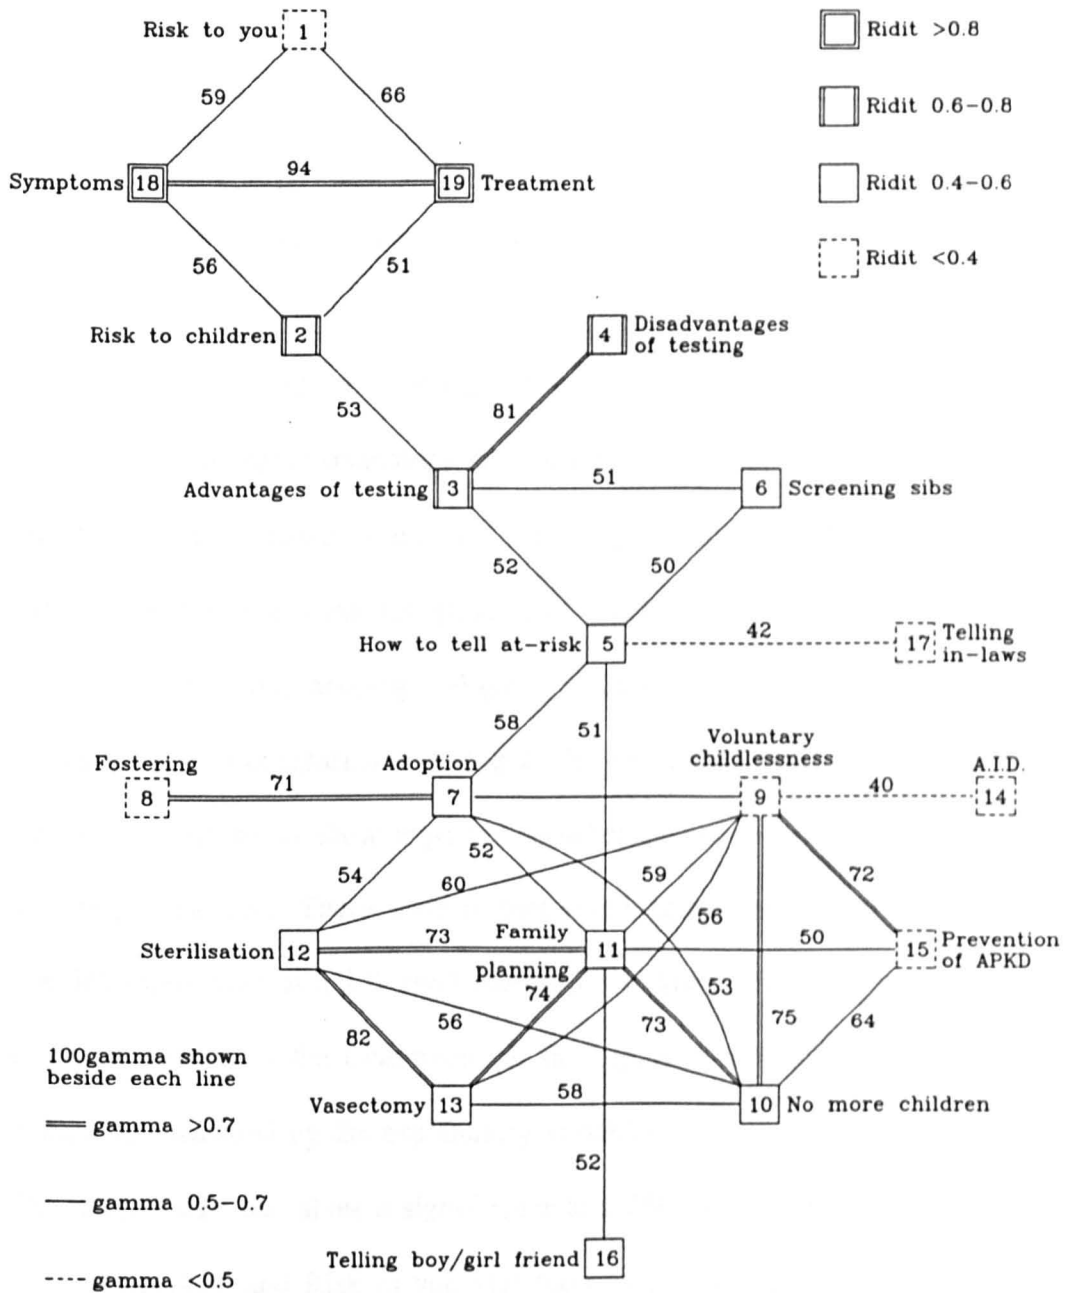 Risk to you 1
Ridit >0.8
59
66
Ridit 0.6-0.8
94
Symptoms 18
19 Treatment
Ridit 0.4-0.6
56
51
Ridit <0.4
Risk to children 2
4 Disadvantages
of testing
53
81
Advantages of testing 3
51
6 Screening sibs
52
50
How to tell at-risk 5
42
17 Telling
in-laws
58
51
Fostering
8
71
Adoption
7
Voluntary
childlessness
9
40
A.I.D.
14
54
52
60
59
56
72
Sterilisation 12
73
Family
11
planning
50
15 Prevention
of APKD
74
82
56
73
53
75
64
100gamma shown
beside each line
gamma >0.7
Vasectomy 13
58
10 No more children
52
gamma 0.5-0.7
Telling boy/girl friend 16
gamma <0.5